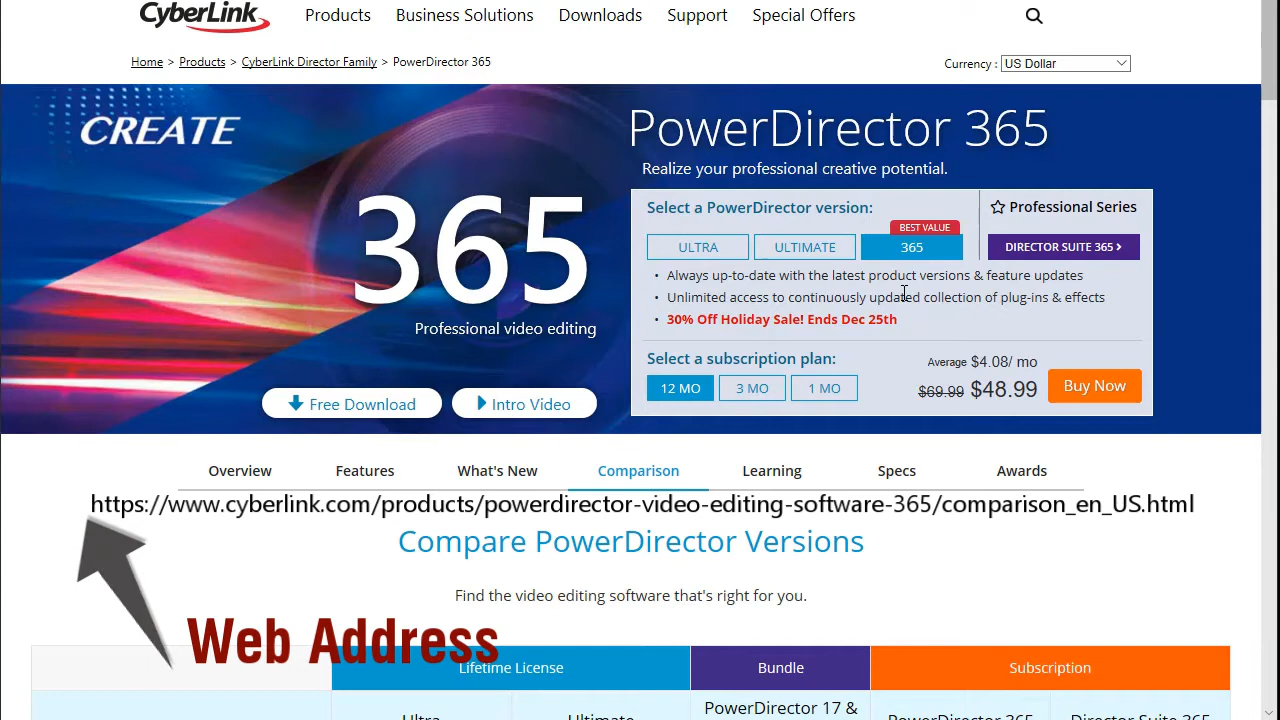 CyberLink
Products Business Solutions Downloads Support Special Offers
Home > Products > CyberLink Director Family > PowerDirector 365
Currency : US Dollar
CREATE
PowerDirector 365
Realize your professional creative potential.
365
Professional video editing
Select a PowerDirector version:
Professional Series
BEST VALUE
ULTRA ULTIMATE 365
DIRECTOR SUITE 365 >
• Always up-to-date with the latest product versions & feature updates
• Unlimited access to continuously updated collection of plug-ins & effects
• 30% Off Holiday Sale! Ends Dec 25th
Select a subscription plan:
Average $4.08/ mo
12 MO 3 MO 1 MO
$69.99 $48.99
Buy Now
Free Download Intro Video
Overview Features What's New Comparison Learning Specs Awards
https://www.cyberlink.com/products/powerdirector-video-editing-software-365/comparison_en_US.html
Compare PowerDirector Versions
Find the video editing software that's right for you.
Web Address
Lifetime License Bundle Subscription
Ultra Ultimate PowerDirector 17 & PowerDirector 365 Director Suite 365